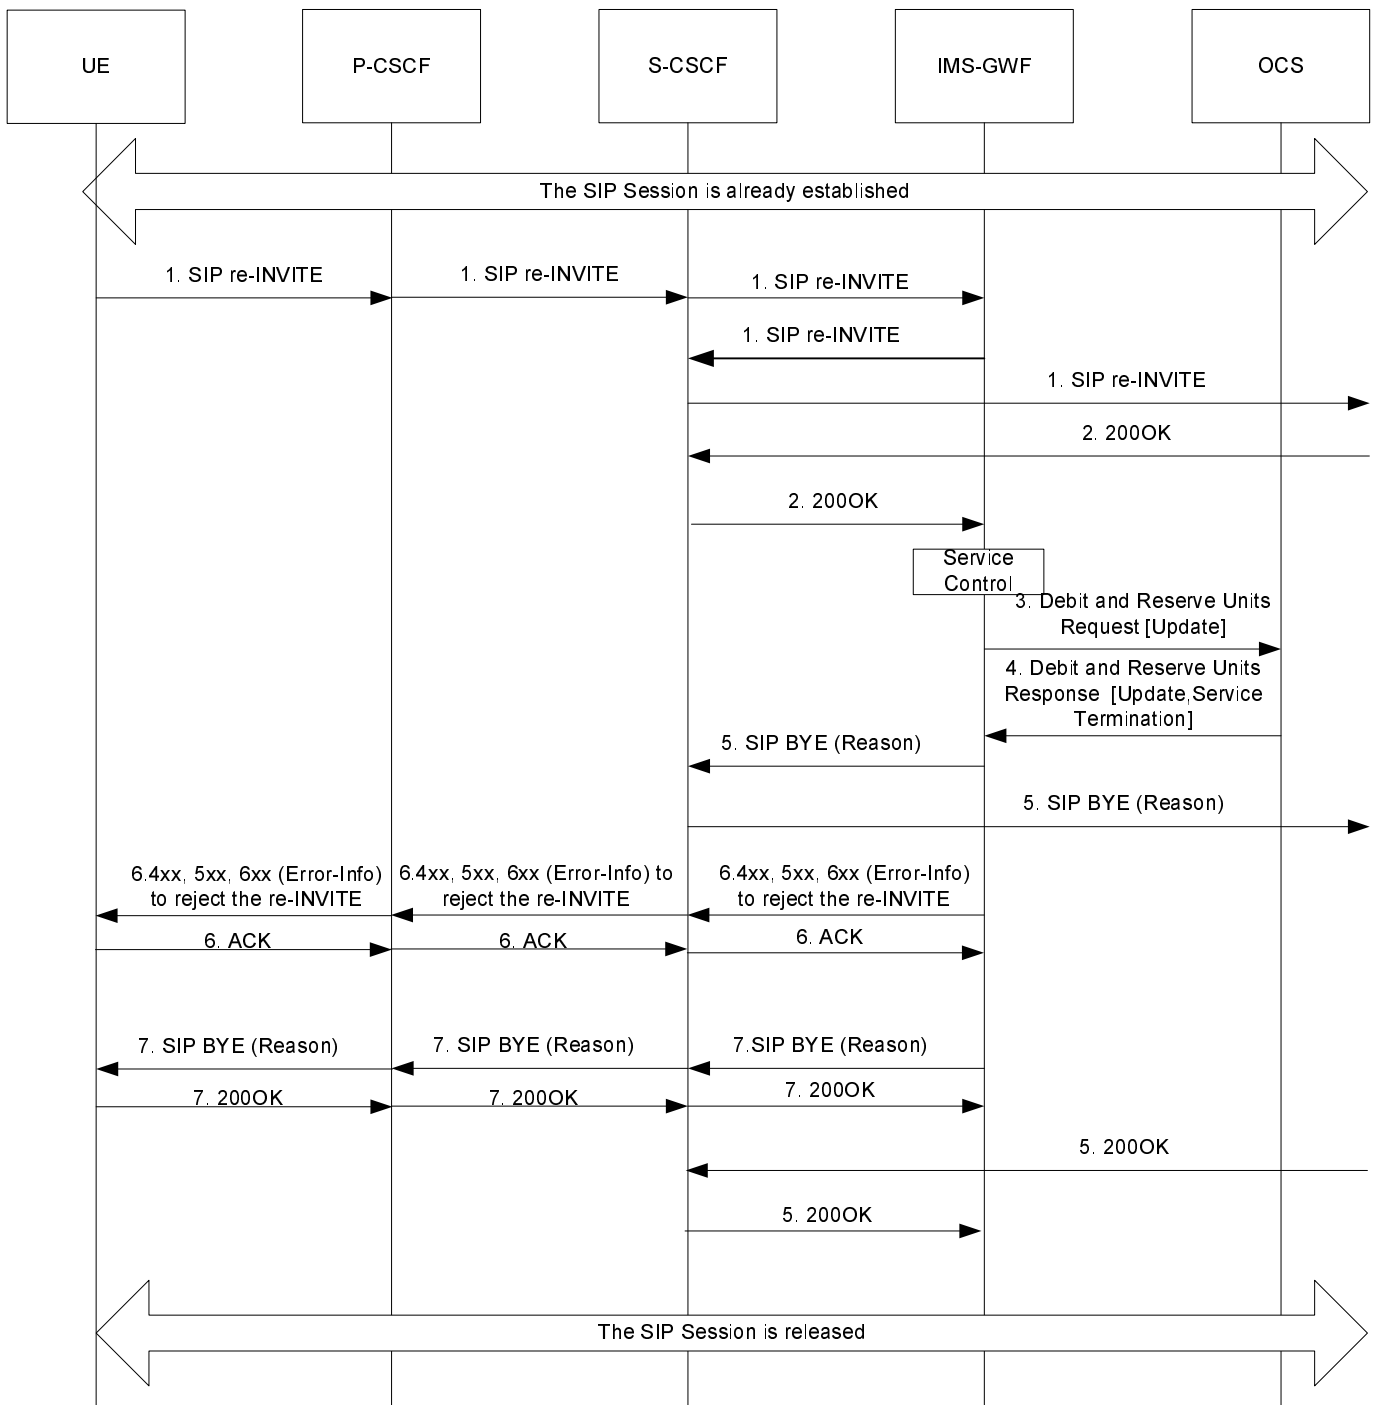 UE
P-CSCF
S-CSCF
IMS-GWF
OCS
The SIP Session is already established
1. SIP re-INVITE
1. SIP re-INVITE
1. SIP re-INVITE
1. SIP re-INVITE
1. SIP re-INVITE
2. 200OK
2. 200OK
Service
Control
3. Debit and Reserve Units
Request [Update]
4. Debit and Reserve Units
Response [Update,Service
Termination]
5. SIP BYE (Reason)
5. SIP BYE (Reason)
6.4xx, 5xx, 6xx (Error-Info)
to reject the re-INVITE
6.4xx, 5xx, 6xx (Error-Info) to
reject the re-INVITE
6.4xx, 5xx, 6xx (Error-Info)
to reject the re-INVITE
6. ACK
6. ACK
6. ACK
7. SIP BYE (Reason)
7. SIP BYE (Reason)
7.SIP BYE (Reason)
7. 200OK
7. 200OK
7. 200OK
5. 200OK
5. 200OK
The SIP Session is released